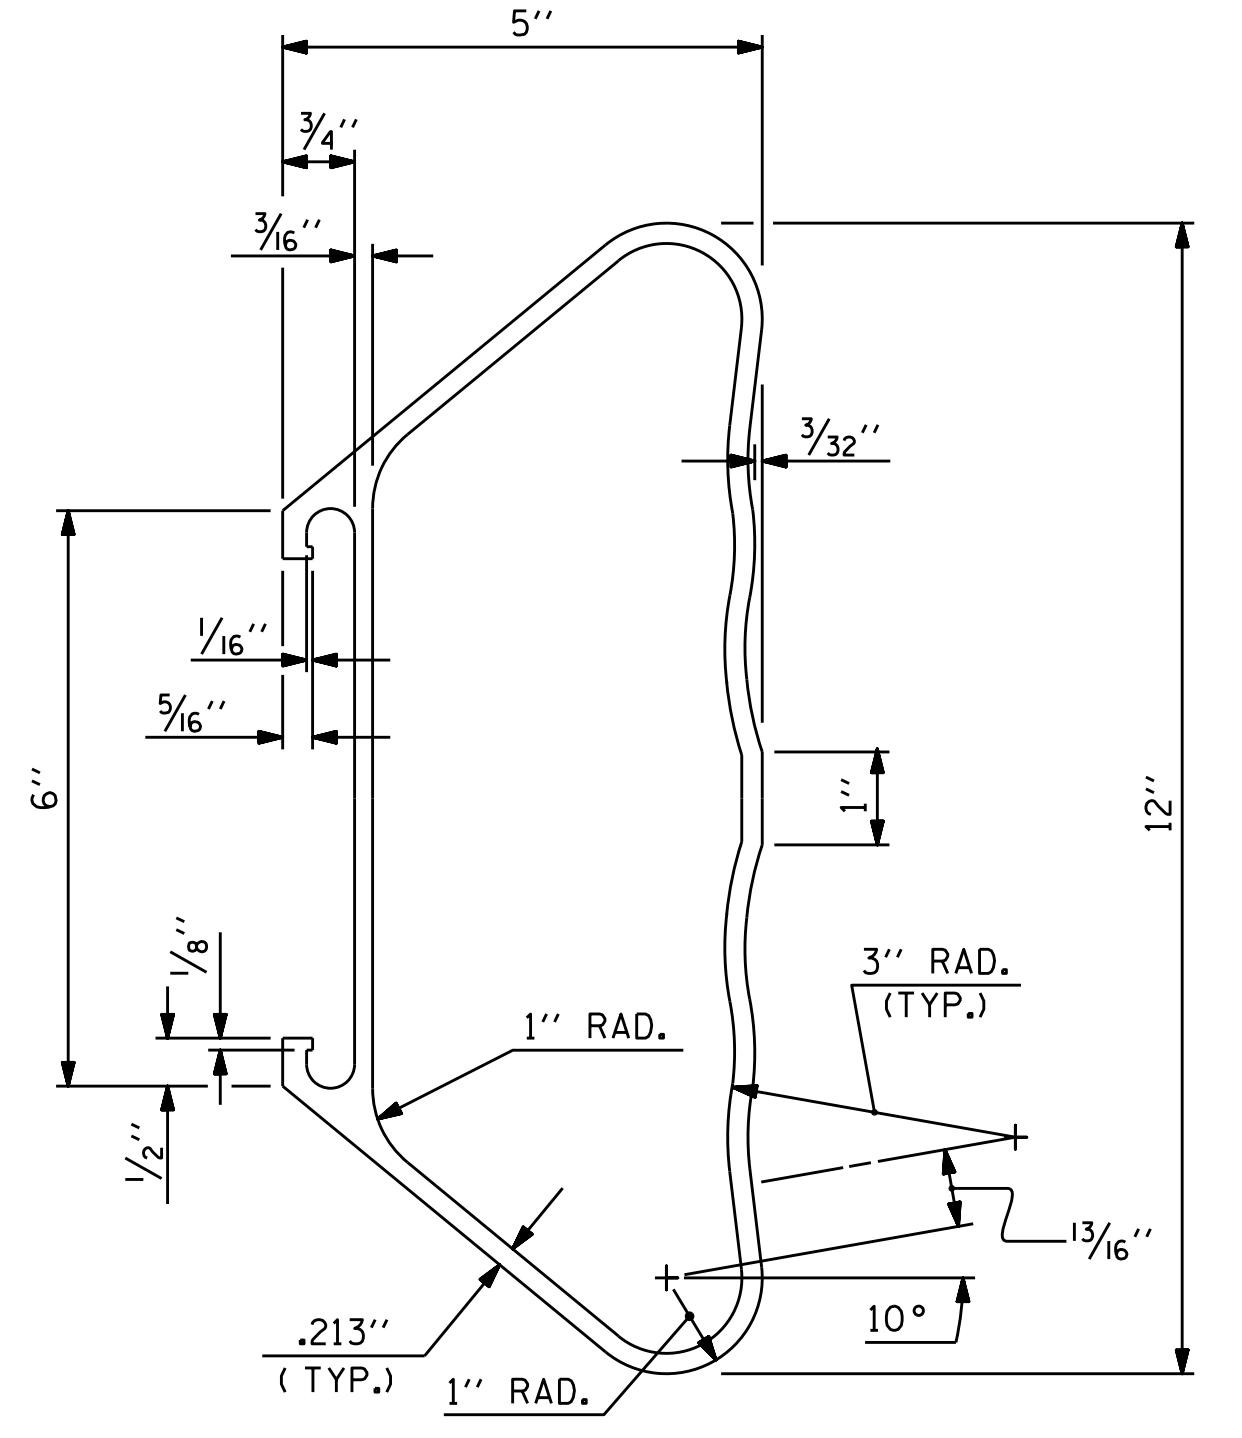 5"
3/4"
3/16"
3/32"
1/16"
5/16"
6"
1"
12"
1/8"
3" RAD.
(TYP.)
1" RAD.
1/2"
13/16"
10°
.213"
(TYP.)
1" RAD.